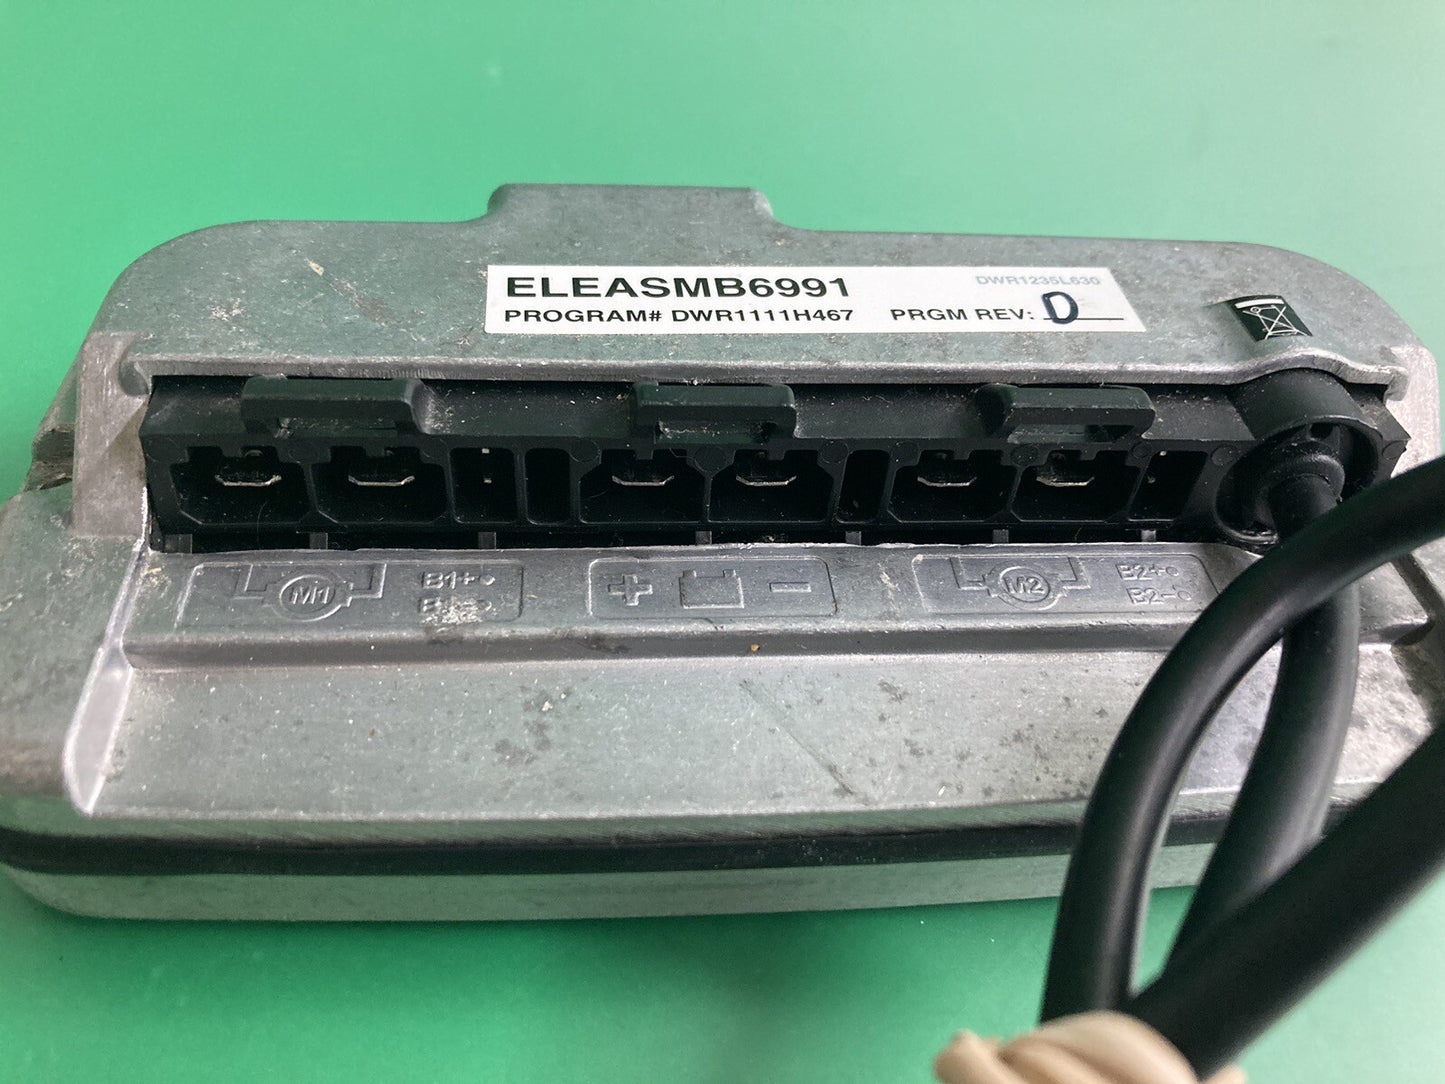 ELEASMB6991 DWR1235L630
PROGRAM# DWR1111H467 PRGM REV: D
M1 B1+
+ - M2 B2+
B2-